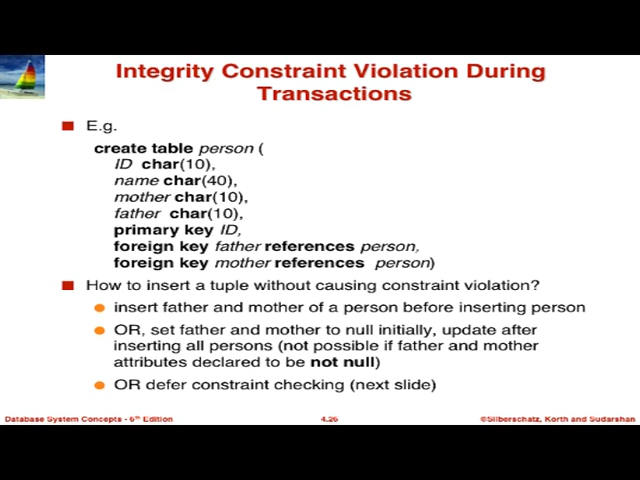 Integrity Constraint Violation During
Transactions
E.g.
create table person (
ID char(10),
name char(40),
mother char(10),
father char(10),
primary key ID,
foreign key father references person,
foreign key mother references person)
How to insert a tuple without causing constraint violation?
insert father and mother of a person before inserting person
OR, set father and mother to null initially, update after
inserting all persons (not possible if father and mother
attributes declared to be not null)
OR defer constraint checking (next slide)
Database System Concepts - 6th Edition
4.26
©Silberschatz, Korth and Sudarshan